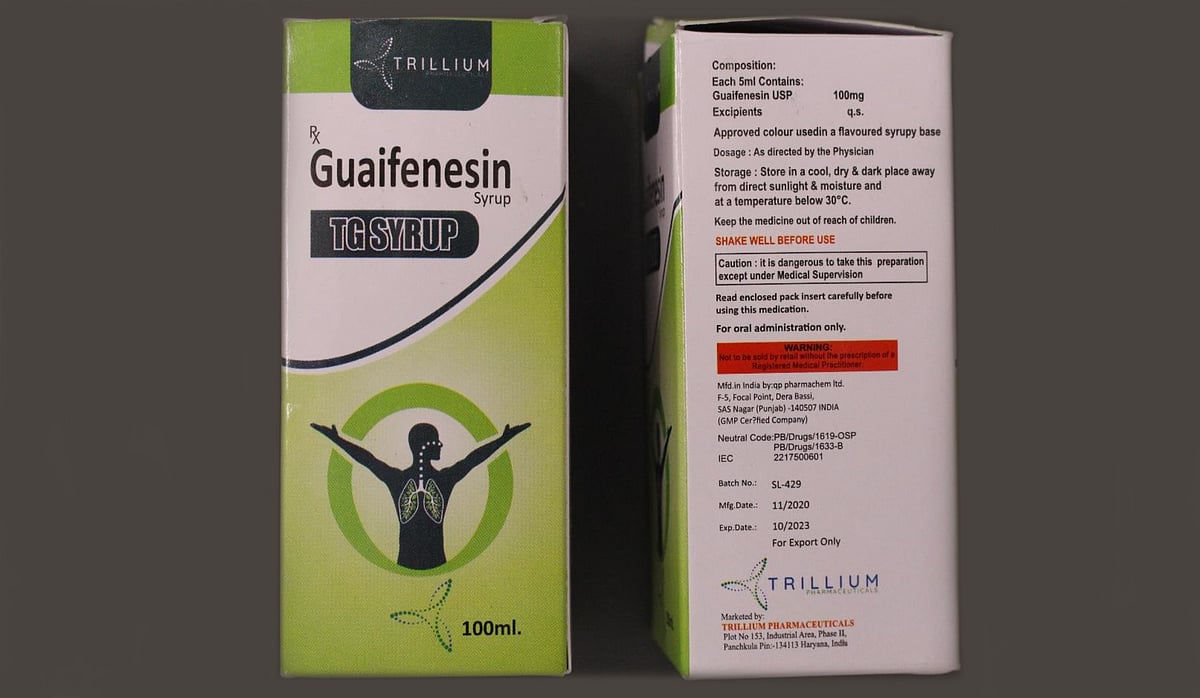 TRILLIUM
PHARMACEUTICALS
Rx
Guaifenesin
Syrup
TG SYRUP
100ml.
Composition:
Each 5ml Contains:
Guaifenesin USP 100mg
Excipients q.s.
Approved colour usedin a flavoured syrupy base
Dosage : As directed by the Physician
Storage : Store in a cool, dry & dark place away
from direct sunlight & moisture and
at a temperature below 30°C.
Keep the medicine out of reach of children.
SHAKE WELL BEFORE USE
Caution : it is dangerous to take this preparation
except under Medical Supervision
Read enclosed pack insert carefully before
using this medication.
For oral administration only.
WARNING:
Not to be sold by retail without the prescription of a
Registered Medical Practitioner.
Mfd.in India by:qp pharmachem ltd.
F-5, Focal Point, Dera Bassi,
SAS Nagar (Punjab) -140507 INDIA
(GMP Cer?fied Company)
Neutral Code:PB/Drugs/1619-OSP
PB/Drugs/1633-B
IEC 2217500601
Batch No.: SL-429
Mfg.Date.: 11/2020
Exp.Date.: 10/2023
For Export Only
TRILLIUM
PHARMACEUTICALS
Marketed by:
TRILLIUM PHARMACEUTICALS
Plot No 153, Industrial Area, Phase II,
Panchkula Pin:-134113 Haryana, India